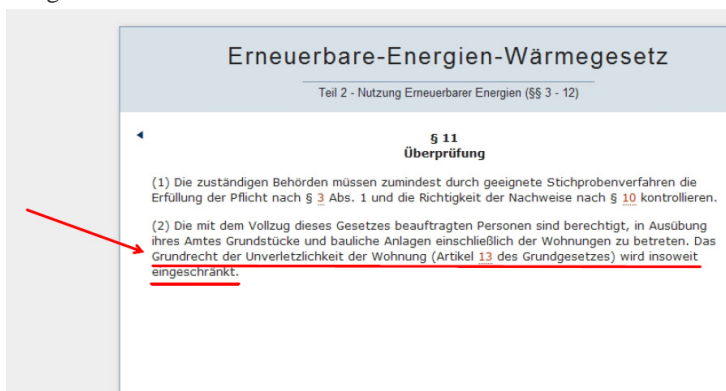 Erneuerbare-Energien-Wärmegesetz
Teil 2 - Nutzung Erneuerbarer Energien (§§ 3 - 12)
§ 11
Überprüfung
(1) Die zuständigen Behörden müssen zumindest durch geeignete Stichprobenverfahren die
Erfüllung der Pflicht nach § 3 Abs. 1 und die Richtigkeit der Nachweise nach § 10 kontrollieren.
(2) Die mit dem Vollzug dieses Gesetzes beauftragten Personen sind berechtigt, in Ausübung
ihres Amtes Grundstücke und bauliche Anlagen einschließlich der Wohnungen zu betreten. Das
Grundrecht der Unverletzlichkeit der Wohnung (Artikel 13 des Grundgesetzes) wird insoweit
eingeschränkt.